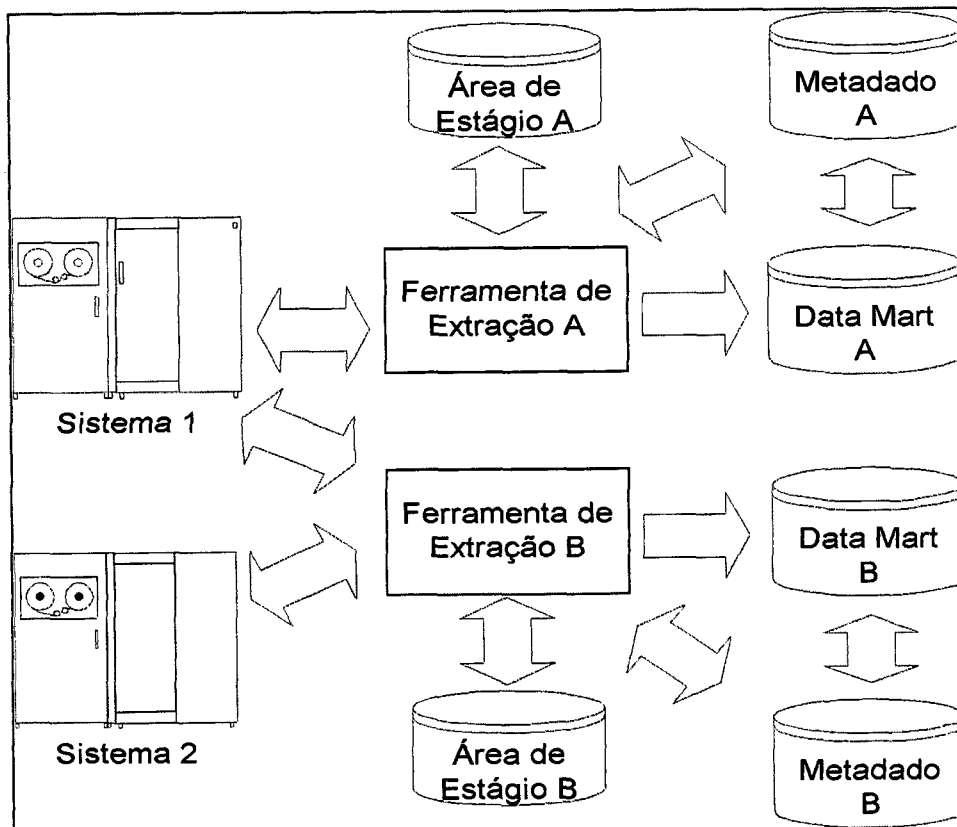 Área de
Estágio A
Metadado
A
Ferramenta de
Extração A
Data Mart
A
Sistema 1
Ferramenta de
Extração B
Data Mart
B
Sistema 2
Área de
Estágio B
Metadado
B